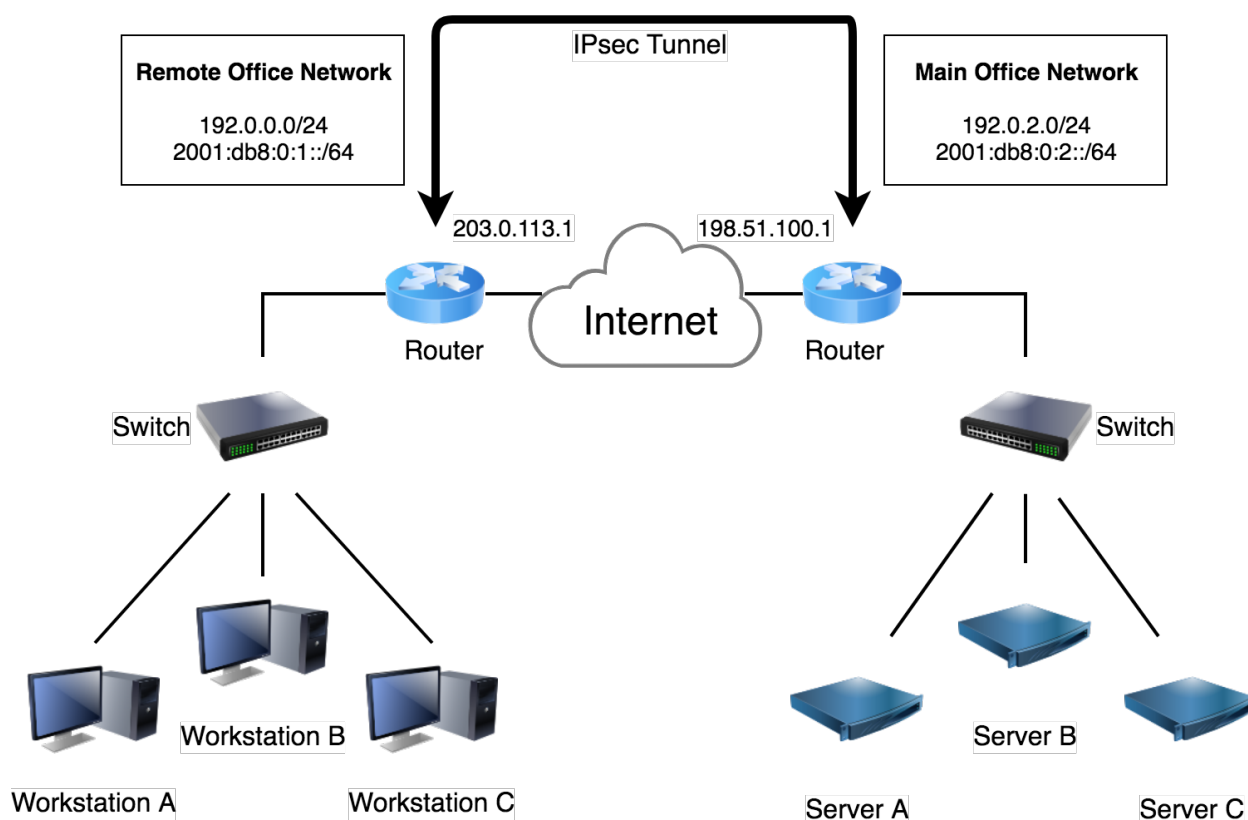 IPsec Tunnel
Remote Office Network
192.0.0.0/24
2001:db8:0:1::/64
Main Office Network
192.0.2.0/24
2001:db8:0:2::/64
203.0.113.1
198.51.100.1
Internet
Router
Router
Switch
Switch
Workstation B
Server B
Workstation A
Workstation C
Server A
Server C